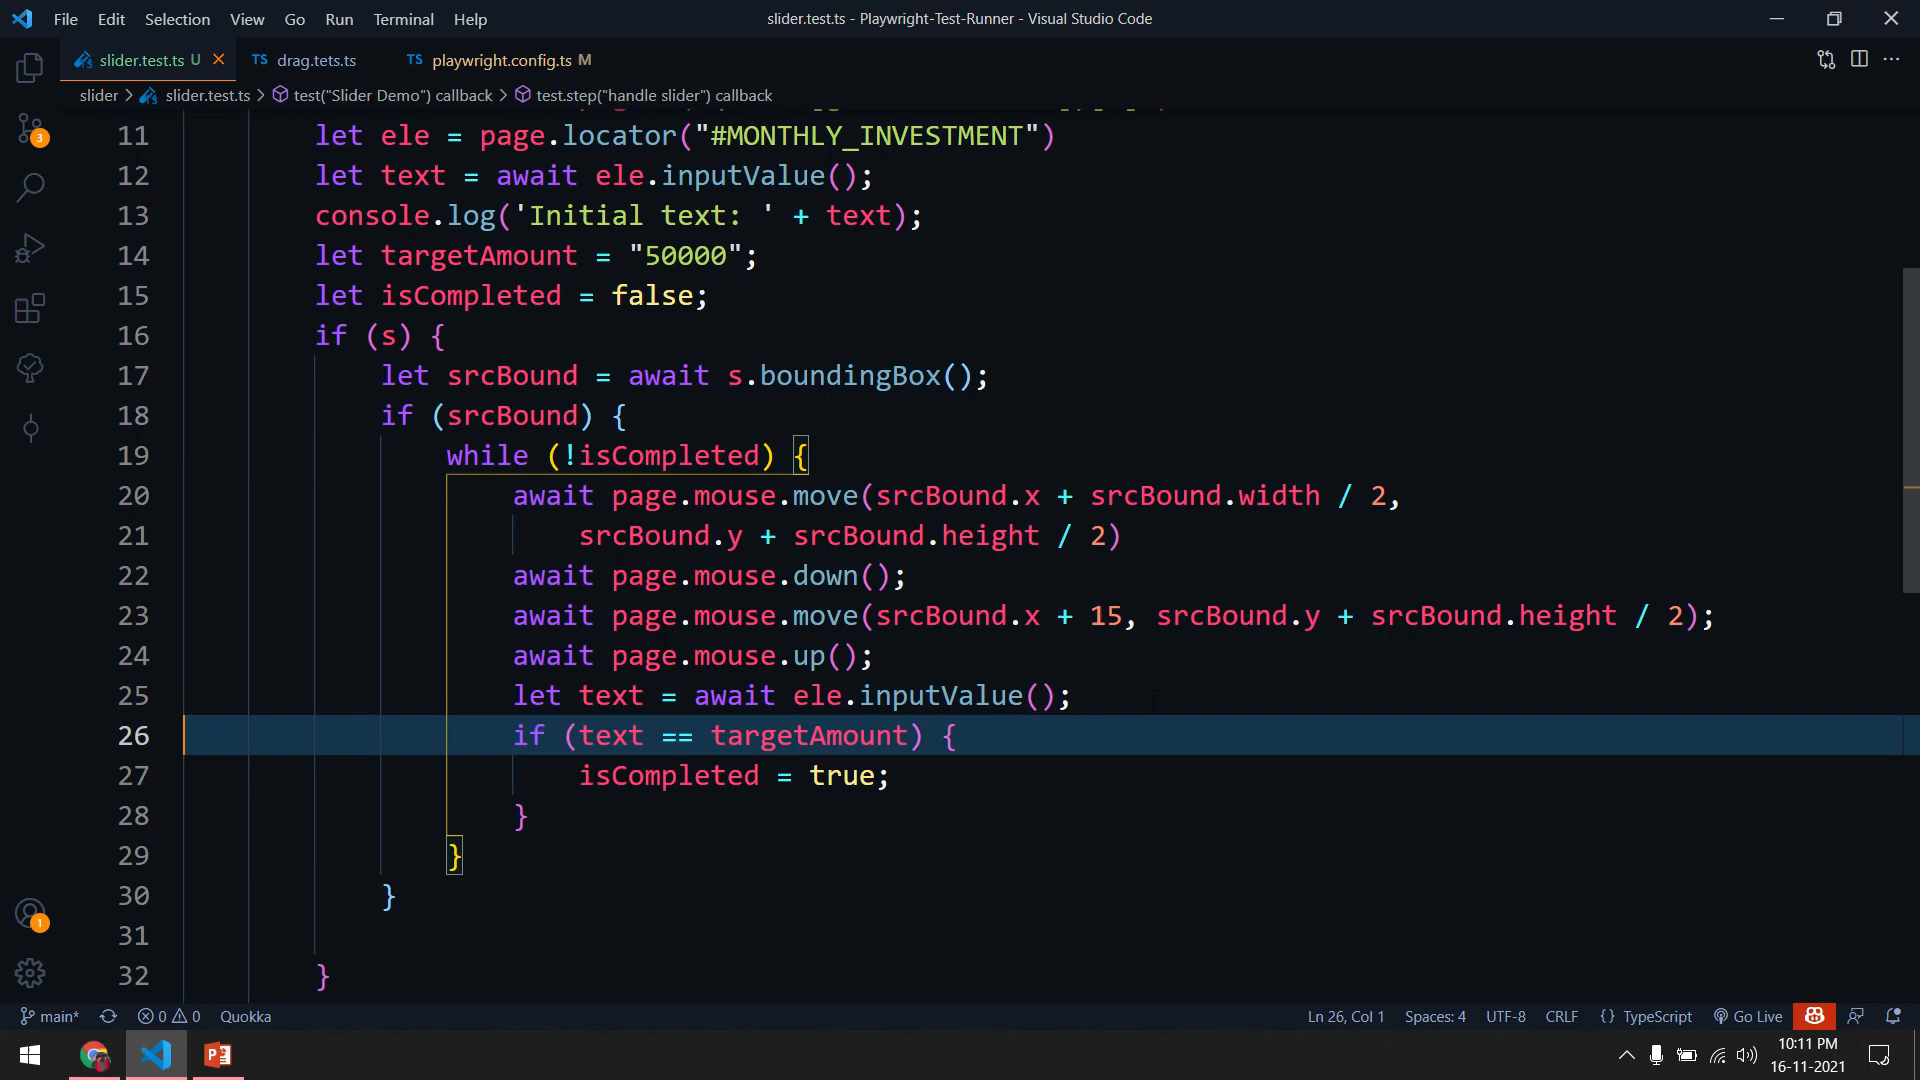 File Edit Selection View Go Run Terminal Help
slider.test.ts - Playwright-Test-Runner - Visual Studio Code
slider.test.ts U
TS drag.tets.ts
TS playwright.config.ts M
slider > slider.test.ts > test("Slider Demo") callback > test.step("handle slider") callback
11 let ele = page.locator("#MONTHLY_INVESTMENT")
12 let text = await ele.inputValue();
13 console.log('Initial text: ' + text);
14 let targetAmount = "50000";
15 let isCompleted = false;
16 if (s) {
17 let srcBound = await s.boundingBox();
18 if (srcBound) {
19 while (!isCompleted) {
20 await page.mouse.move(srcBound.x + srcBound.width / 2,
21 srcBound.y + srcBound.height / 2)
22 await page.mouse.down();
23 await page.mouse.move(srcBound.x + 15, srcBound.y + srcBound.height / 2);
24 await page.mouse.up();
25 let text = await ele.inputValue();
26 if (text == targetAmount) {
27 isCompleted = true;
28 }
29 }
30 }
31
32 }
3
1
main* 0 0 Quokka
Ln 26, Col 1 Spaces: 4 UTF-8 CRLF {} TypeScript Go Live
10:11 PM
16-11-2021